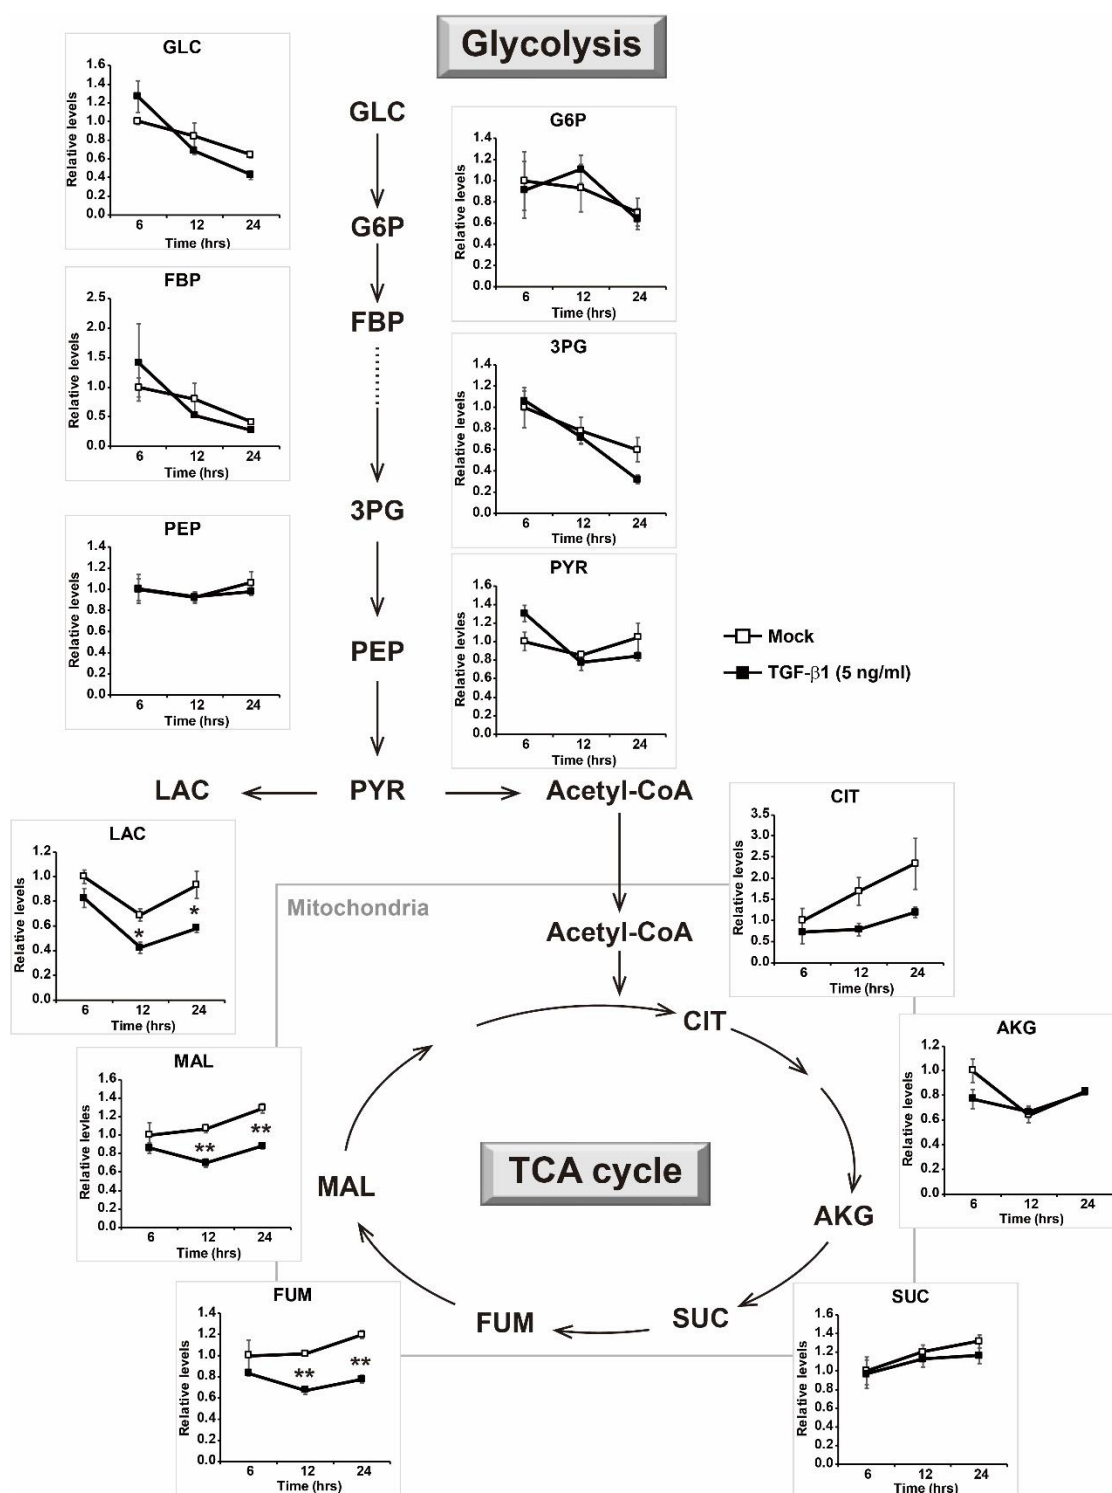 Glycolysis
GLC
Relative levels
1.6
1.4
1.2
1.0
0.8
0.6
0.4
0.2
0.0
6 12 24
Time (hrs)
GLC
G6P
Relative levels
1.4
1.2
1.0
0.8
0.6
0.4
0.2
0.0
6 12 24
Time (hrs)
G6P
FBP
Relative levels
2.5
2.0
1.5
1.0
0.5
0.0
6 12 24
Time (hrs)
FBP
3PG
Relative levels
1.4
1.2
1.0
0.8
0.6
0.4
0.2
0.0
6 12 24
Time (hrs)
3PG
PEP
Relative levels
1.4
1.2
1.0
0.8
0.6
0.4
0.2
0.0
6 12 24
Time (hrs)
PYR
Relative levles
1.6
1.4
1.2
1.0
0.8
0.6
0.4
0.2
0.0
6 12 24
Time (hrs)
Mock
TGF-β1 (5 ng/ml)
PEP
LAC PYR Acetyl-CoA
LAC
Relative levels
1.2
1.0
0.8
0.6
0.4
0.2
0.0
* *
6 12 24
Time (hrs)
CIT
Relative levels
3.5
3.0
2.5
2.0
1.5
1.0
0.5
0.0
6 12 24
Time (hrs)
Mitochondria
Acetyl-CoA
CIT
AKG
Relative levels
1.2
1.0
0.8
0.6
0.4
0.2
0.0
6 12 24
Time (hrs)
MAL
Relative levles
1.6
1.4
1.2
1.0
0.8
0.6
0.4
0.2
0.0
** **
6 12 24
Time (hrs)
TCA cycle
MAL
AKG
SUC
FUM
FUM
Relative levels
1.4
1.2
1.0
0.8
0.6
0.4
0.2
0.0
** **
6 12 24
Time (hrs)
SUC
Relative levels
1.6
1.4
1.2
1.0
0.8
0.6
0.4
0.2
0.0
6 12 24
Time (hrs)